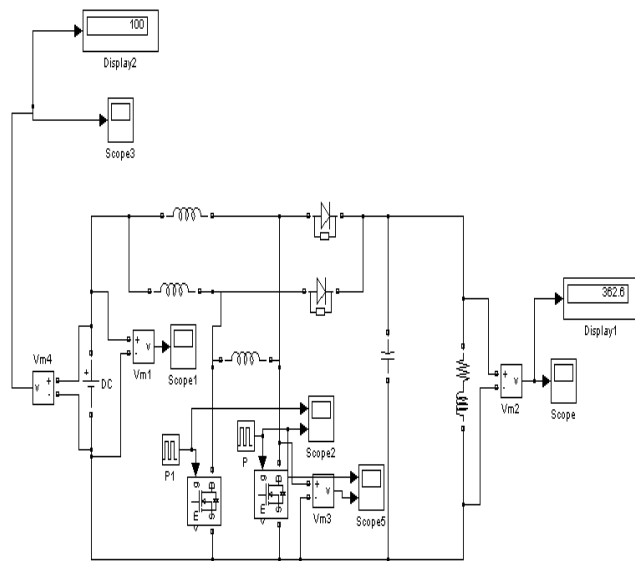 100
Display2
Scope3
362.6
Display1
Vm4
+
-
v
+
DC
+
-
v
Vm1
Scope1
+
-
v
Vm2
Scope
Scope2
P1
P
g
m
D
S
g
m
D
S
+
-
v
Vm3
Scope5